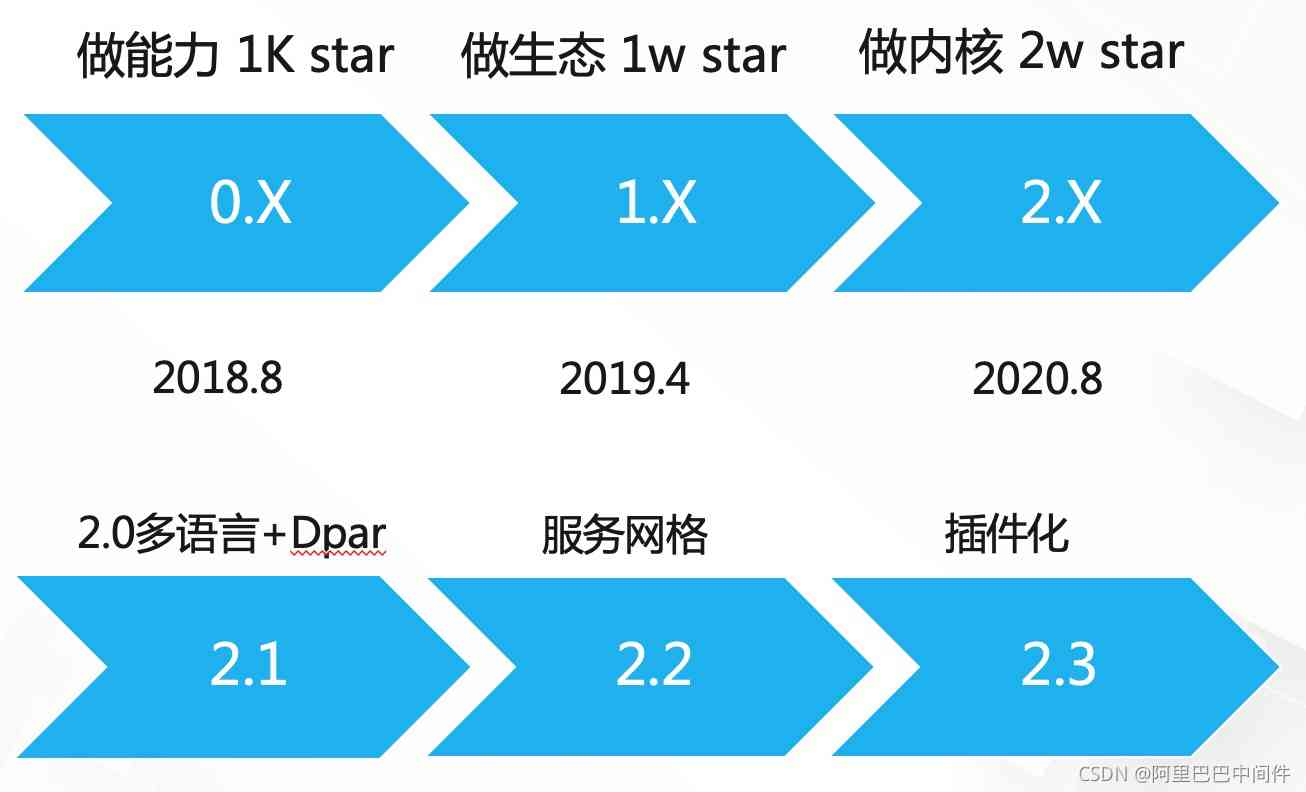 做能力 1K star
做生态 1w star
做内核 2w star
0.X
1.X
2.X
2018.8
2019.4
2020.8
2.0多语言+Dpar
服务网格
插件化
2.1
2.2
2.3
CSDN @阿里巴巴中间件